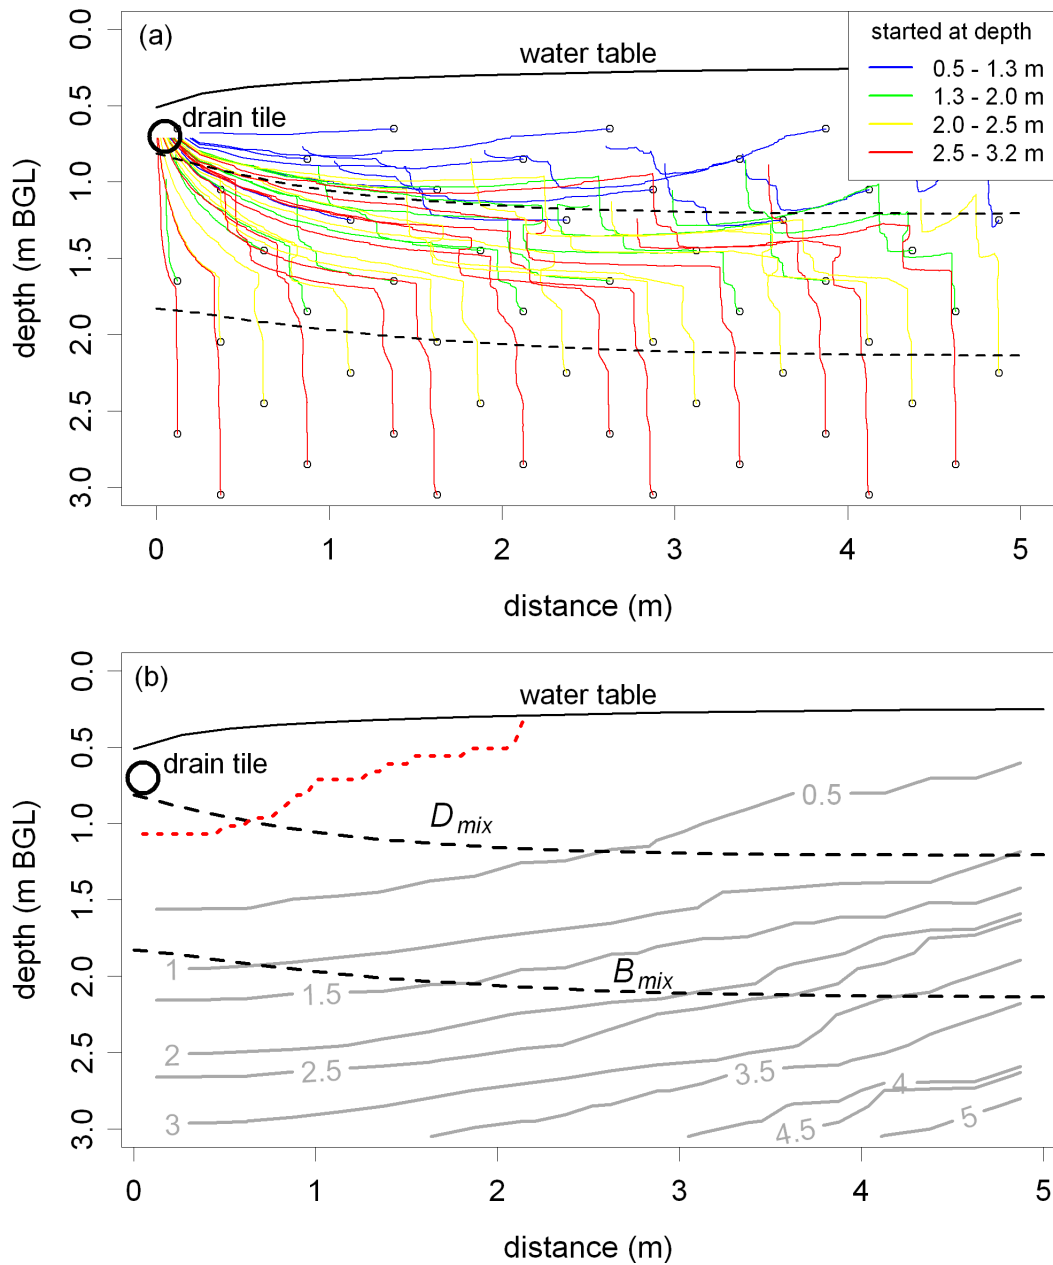 (a)
water table
drain tile
started at depth
0.5 - 1.3 m
1.3 - 2.0 m
2.0 - 2.5 m
2.5 - 3.2 m
depth (m BGL)
0.0
0.5
1.0
1.5
2.0
2.5
3.0
0 1 2 3 4 5
distance (m)
(b)
water table
drain tile
D mix
B mix
0.5
1
1.5
2
2.5
3
3.5
4
4.5
5
depth (m BGL)
0.0
0.5
1.0
1.5
2.0
2.5
3.0
0 1 2 3 4 5
distance (m)